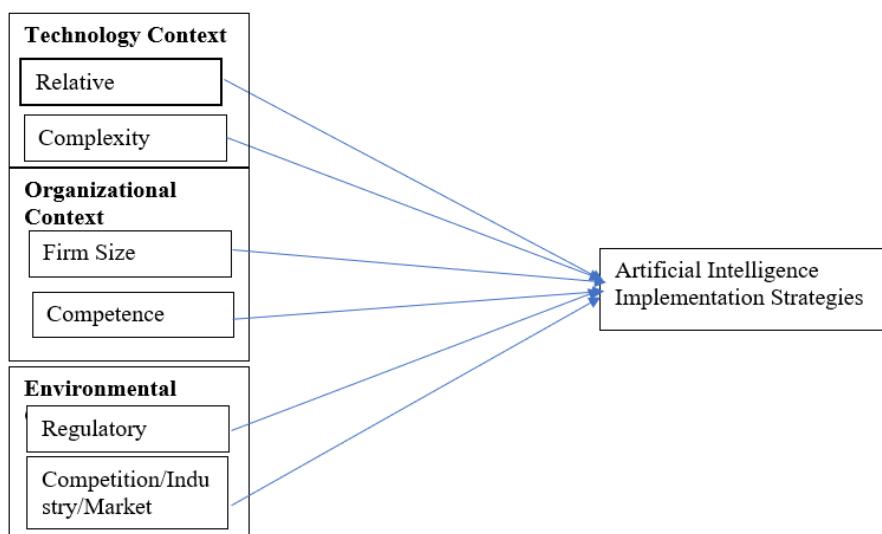 Technology Context
Relative
Complexity
Organizational
Context
Firm Size
Competence
Environmental
Regulatory
Competition/Indu
stry/Market
Artificial Intelligence
Implementation Strategies